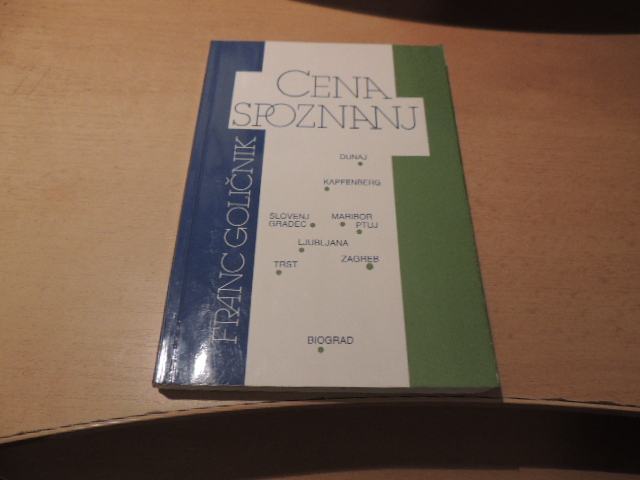 CENA
SPOZNANJ
FRANC GOLIČNIK
DUNAJ
KAPFENBERG
SLOVENJ
GRADEC
MARIBOR
PTUJ
LJUBLJANA
TRST
ZAGREB
BIOGRAD